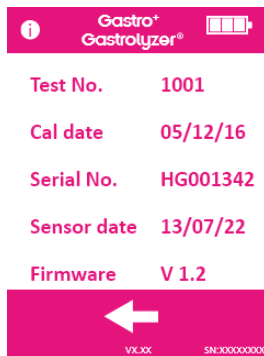 i
Gastro+
Gastrolyzer®
Test No. 1001
Cal date 05/12/16
Serial No. HG001342
Sensor date 13/07/22
Firmware V 1.2
VX.XX SN:XXXXXXXX